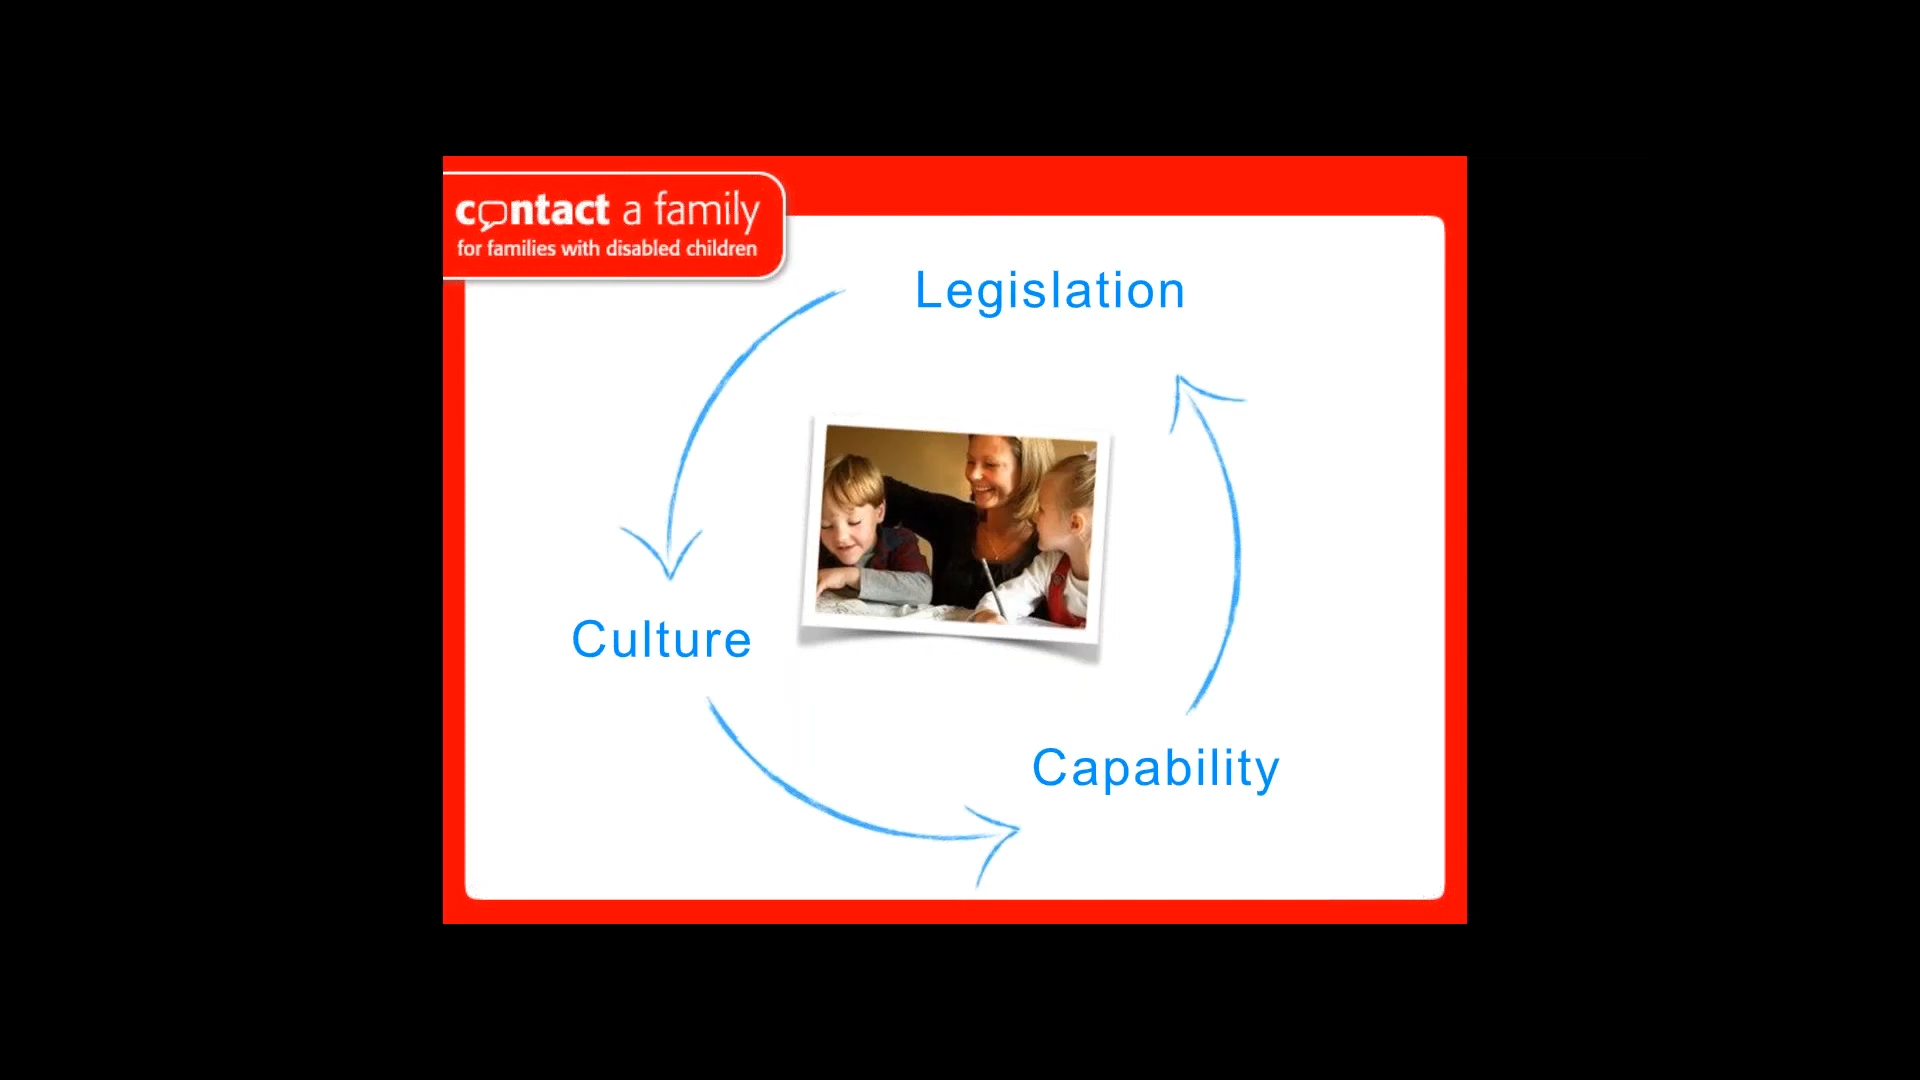 contact a family
for families with disabled children
Legislation
Culture
Capability